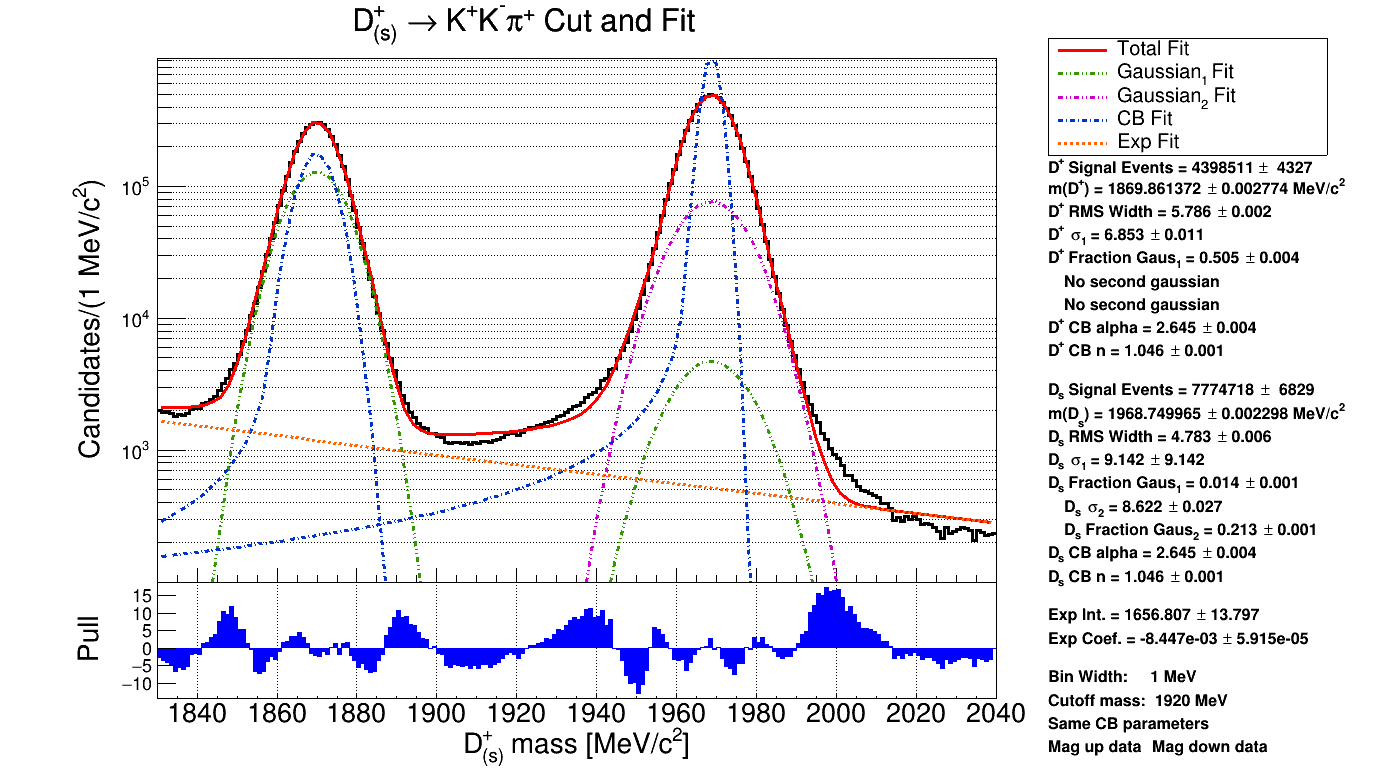 D⁺₍ₛ₎ → K⁺K⁻π⁺ Cut and Fit
Candidates/(1 MeV/c²)
10⁵
10⁴
10³
Pull
15
10
5
0
−5
−10
1840 1860 1880 1900 1920 1940 1960 1980 2000 2020 2040
D⁺₍ₛ₎ mass [MeV/c²]
Total Fit
Gaussian₁ Fit
Gaussian₂ Fit
CB Fit
Exp Fit
D⁺ Signal Events = 4398511 ± 4327
m(D⁺) = 1869.861372 ± 0.002774 MeV/c²
D⁺ RMS Width = 5.786 ± 0.002
D⁺ σ₁ = 6.853 ± 0.011
D⁺ Fraction Gaus₁ = 0.505 ± 0.004
No second gaussian
No second gaussian
D⁺ CB alpha = 2.645 ± 0.004
D⁺ CB n = 1.046 ± 0.001
Dₛ Signal Events = 7774718 ± 6829
m(Dₛ) = 1968.749965 ± 0.002298 MeV/c²
Dₛ RMS Width = 4.783 ± 0.006
Dₛ σ₁ = 9.142 ± 9.142
Dₛ Fraction Gaus₁ = 0.014 ± 0.001
Dₛ σ₂ = 8.622 ± 0.027
Dₛ Fraction Gaus₂ = 0.213 ± 0.001
Dₛ CB alpha = 2.645 ± 0.004
Dₛ CB n = 1.046 ± 0.001
Exp Int. = 1656.807 ± 13.797
Exp Coef. = -8.447e-03 ± 5.915e-05
Bin Width: 1 MeV
Cutoff mass: 1920 MeV
Same CB parameters
Mag up data Mag down data